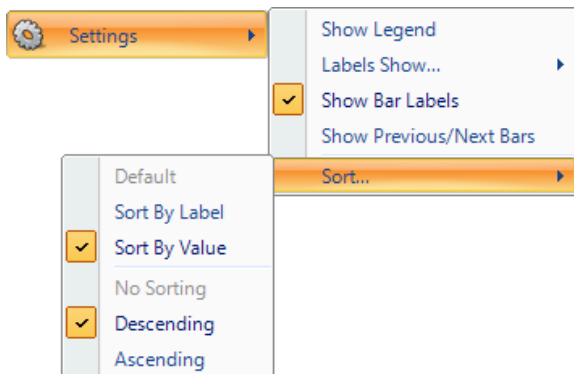 Settings
Show Legend
Labels Show...
Show Bar Labels
Show Previous/Next Bars
Sort...
Default
Sort By Label
Sort By Value
No Sorting
Descending
Ascending